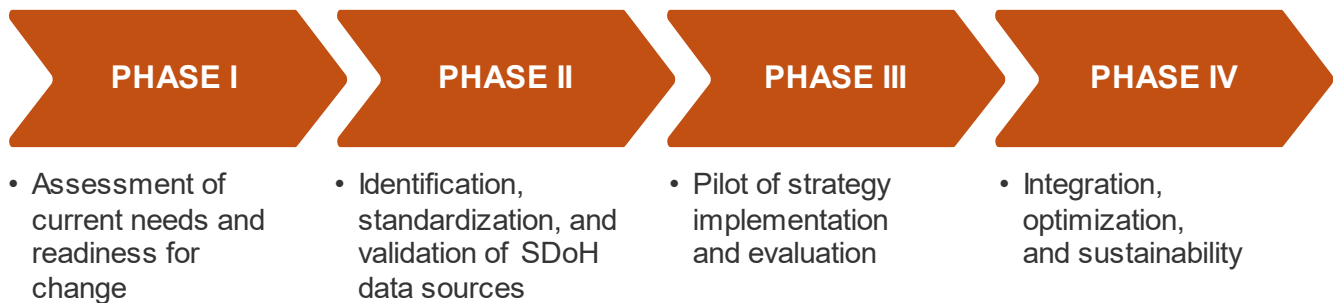 PHASE I
• Assessment of
current needs and
readiness for
change
PHASE II
• Identification,
standardization, and
validation of SDoH
data sources
PHASE III
• Pilot of strategy
implementation
and evaluation
PHASE IV
• Integration,
optimization,
and sustainability